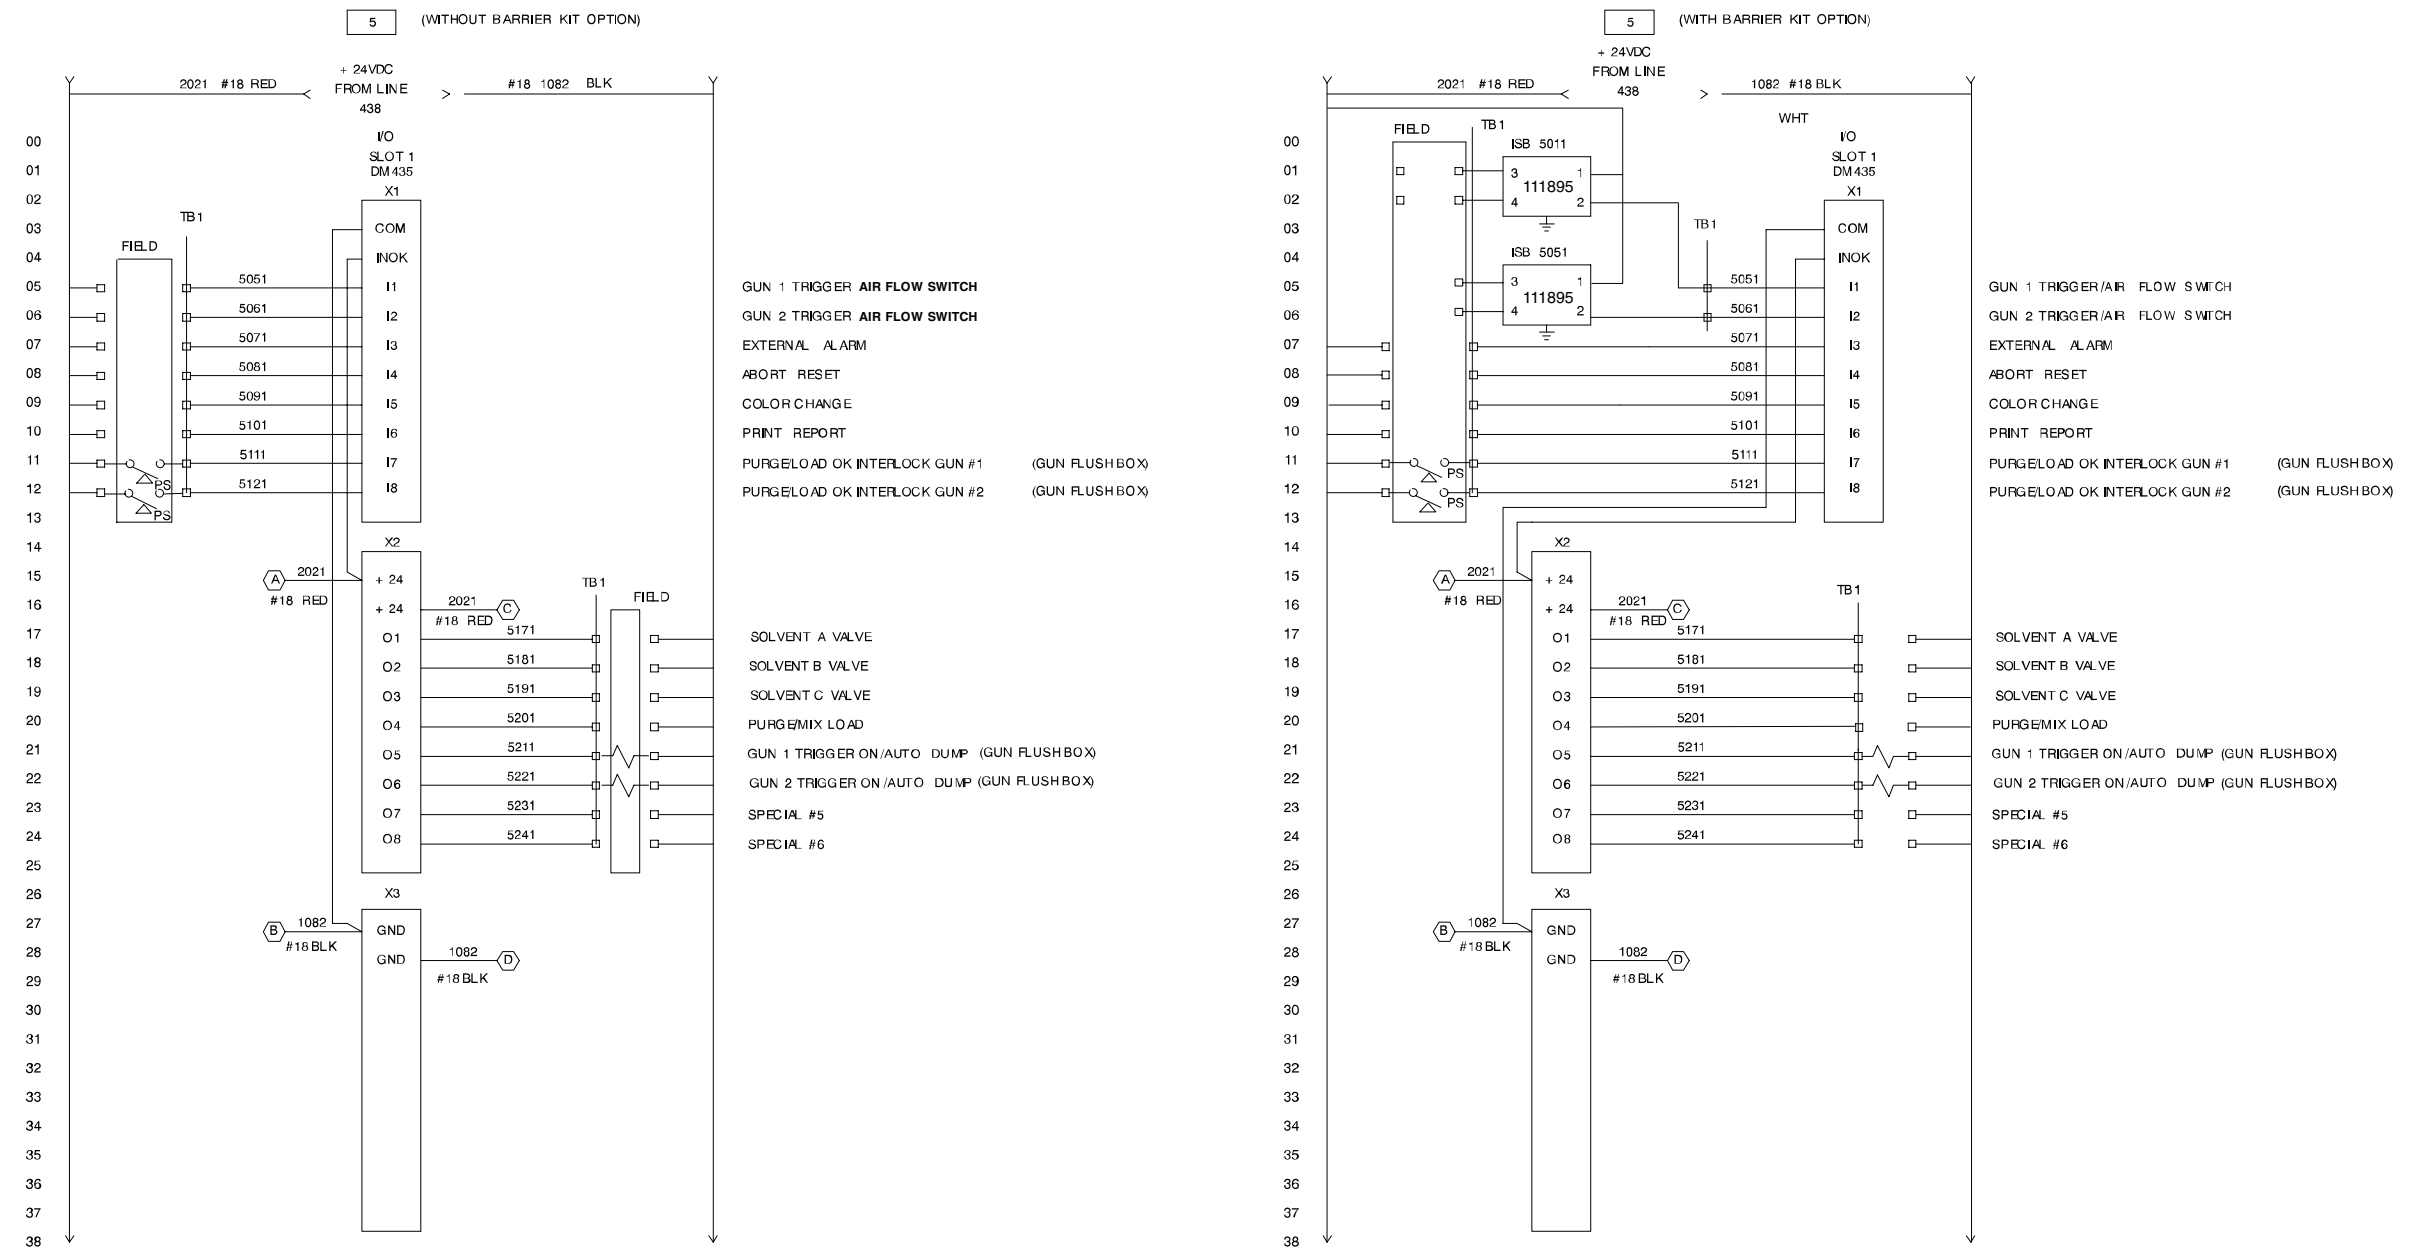 5 (WITHOUT BARRIER KIT OPTION)
+ 24VDC
2021 #18 RED FROM LINE #18 1082 BLK
438
I/O
SLOT 1
DM435
X1
TB1
FIELD
00
01
02
03 COM
04 INOK
05 5051 I1 GUN 1 TRIGGER AIR FLOW SWITCH
06 5061 I2 GUN 2 TRIGGER AIR FLOW SWITCH
07 5071 I3 EXTERNAL ALARM
08 5081 I4 ABORT RESET
09 5091 I5 COLOR CHANGE
10 5101 I6 PRINT REPORT
11 PS 5111 I7 PURGE/LOAD OK INTERLOCK GUN #1 (GUN FLUSH BOX)
12 PS 5121 I8 PURGE/LOAD OK INTERLOCK GUN #2 (GUN FLUSH BOX)
13
14 X2
15 A 2021 + 24 TB1
#18 RED FIELD
16 + 24 2021 C
#18 RED
17 O1 5171 SOLVENT A VALVE
18 O2 5181 SOLVENT B VALVE
19 O3 5191 SOLVENT C VALVE
20 O4 5201 PURGE/MIX LOAD
21 O5 5211 GUN 1 TRIGGER ON/AUTO DUMP (GUN FLUSH BOX)
22 O6 5221 GUN 2 TRIGGER ON/AUTO DUMP (GUN FLUSH BOX)
23 O7 5231 SPECIAL #5
24 O8 5241 SPECIAL #6
25
26 X3
27 B 1082 GND
#18 BLK
28 GND 1082 D
#18 BLK
29
30
31
32
33
34
35
36
37
38
5 (WITH BARRIER KIT OPTION)
+ 24VDC
FROM LINE
2021 #18 RED 438 1082 #18 BLK
WHT
I/O
SLOT 1
DM435
X1
FIELD TB1
00 ISB 5011
01 3 1
111895
02 4 2
03 TB1 COM
04 ISB 5051 INOK
05 3 1 5051 I1 GUN 1 TRIGGER/AIR FLOW SWITCH
111895
06 4 2 5061 I2 GUN 2 TRIGGER/AIR FLOW SWITCH
07 5071 I3 EXTERNAL ALARM
08 5081 I4 ABORT RESET
09 5091 I5 COLOR CHANGE
10 5101 I6 PRINT REPORT
11 PS 5111 I7 PURGE/LOAD OK INTERLOCK GUN #1 (GUN FLUSH BOX)
12 PS 5121 I8 PURGE/LOAD OK INTERLOCK GUN #2 (GUN FLUSH BOX)
13
14 X2
15 A 2021 + 24 TB1
#18 RED
16 + 24 2021 C
#18 RED
17 O1 5171 SOLVENT A VALVE
18 O2 5181 SOLVENT B VALVE
19 O3 5191 SOLVENT C VALVE
20 O4 5201 PURGE/MIX LOAD
21 O5 5211 GUN 1 TRIGGER ON/AUTO DUMP (GUN FLUSH BOX)
22 O6 5221 GUN 2 TRIGGER ON/AUTO DUMP (GUN FLUSH BOX)
23 O7 5231 SPECIAL #5
24 O8 5241 SPECIAL #6
25
26 X3
27 B 1082 GND
#18 BLK
28 GND 1082 D
#18 BLK
29
30
31
32
33
34
35
36
37
38